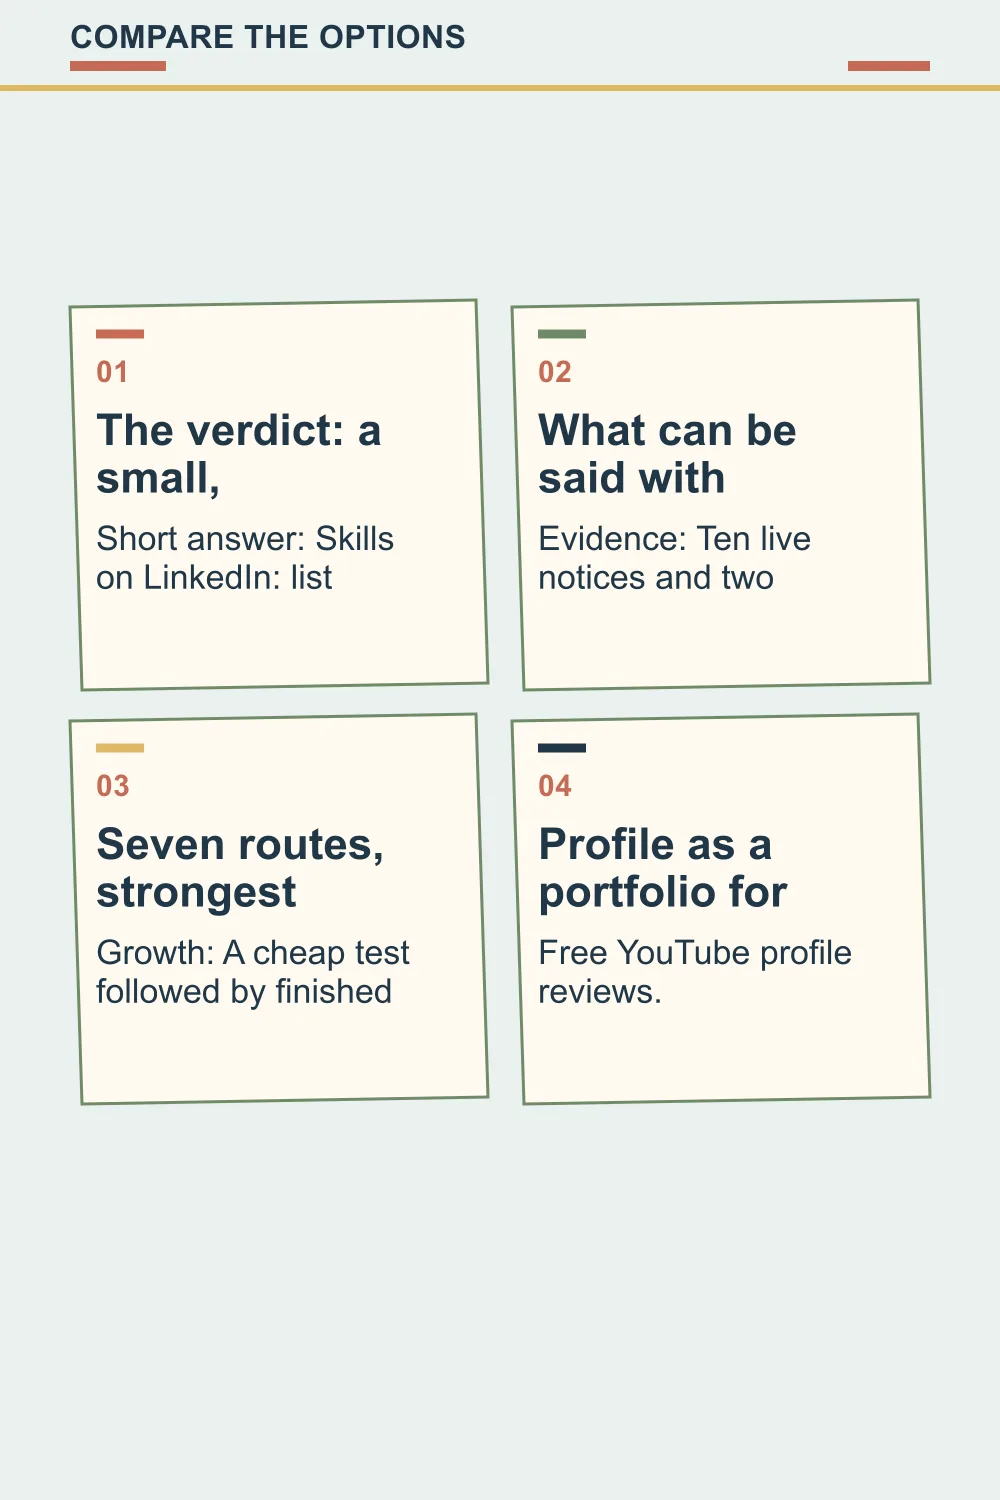 COMPARE THE OPTIONS
01
The verdict: a
small,
Short answer: Skills
on LinkedIn: list
02
What can be
said with
Evidence: Ten live
notices and two
03
Seven routes,
strongest
Growth: A cheap test
followed by finished
04
Profile as a
portfolio for
Free YouTube profile
reviews.